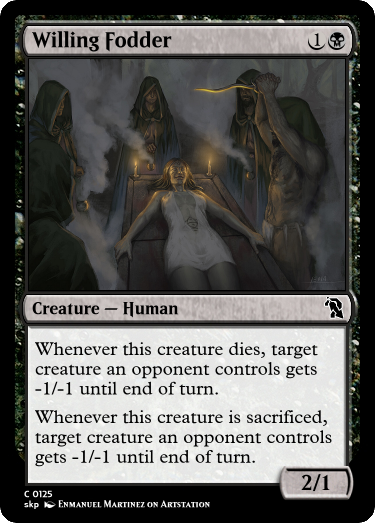 Willing Fodder 1
Creature — Human
Whenever this creature dies, target
creature an opponent controls gets
-1/-1 until end of turn.
Whenever this creature is sacrificed,
target creature an opponent controls
gets -1/-1 until end of turn.
2/1
C 0125
skp Enmanuel Martinez on Artstation